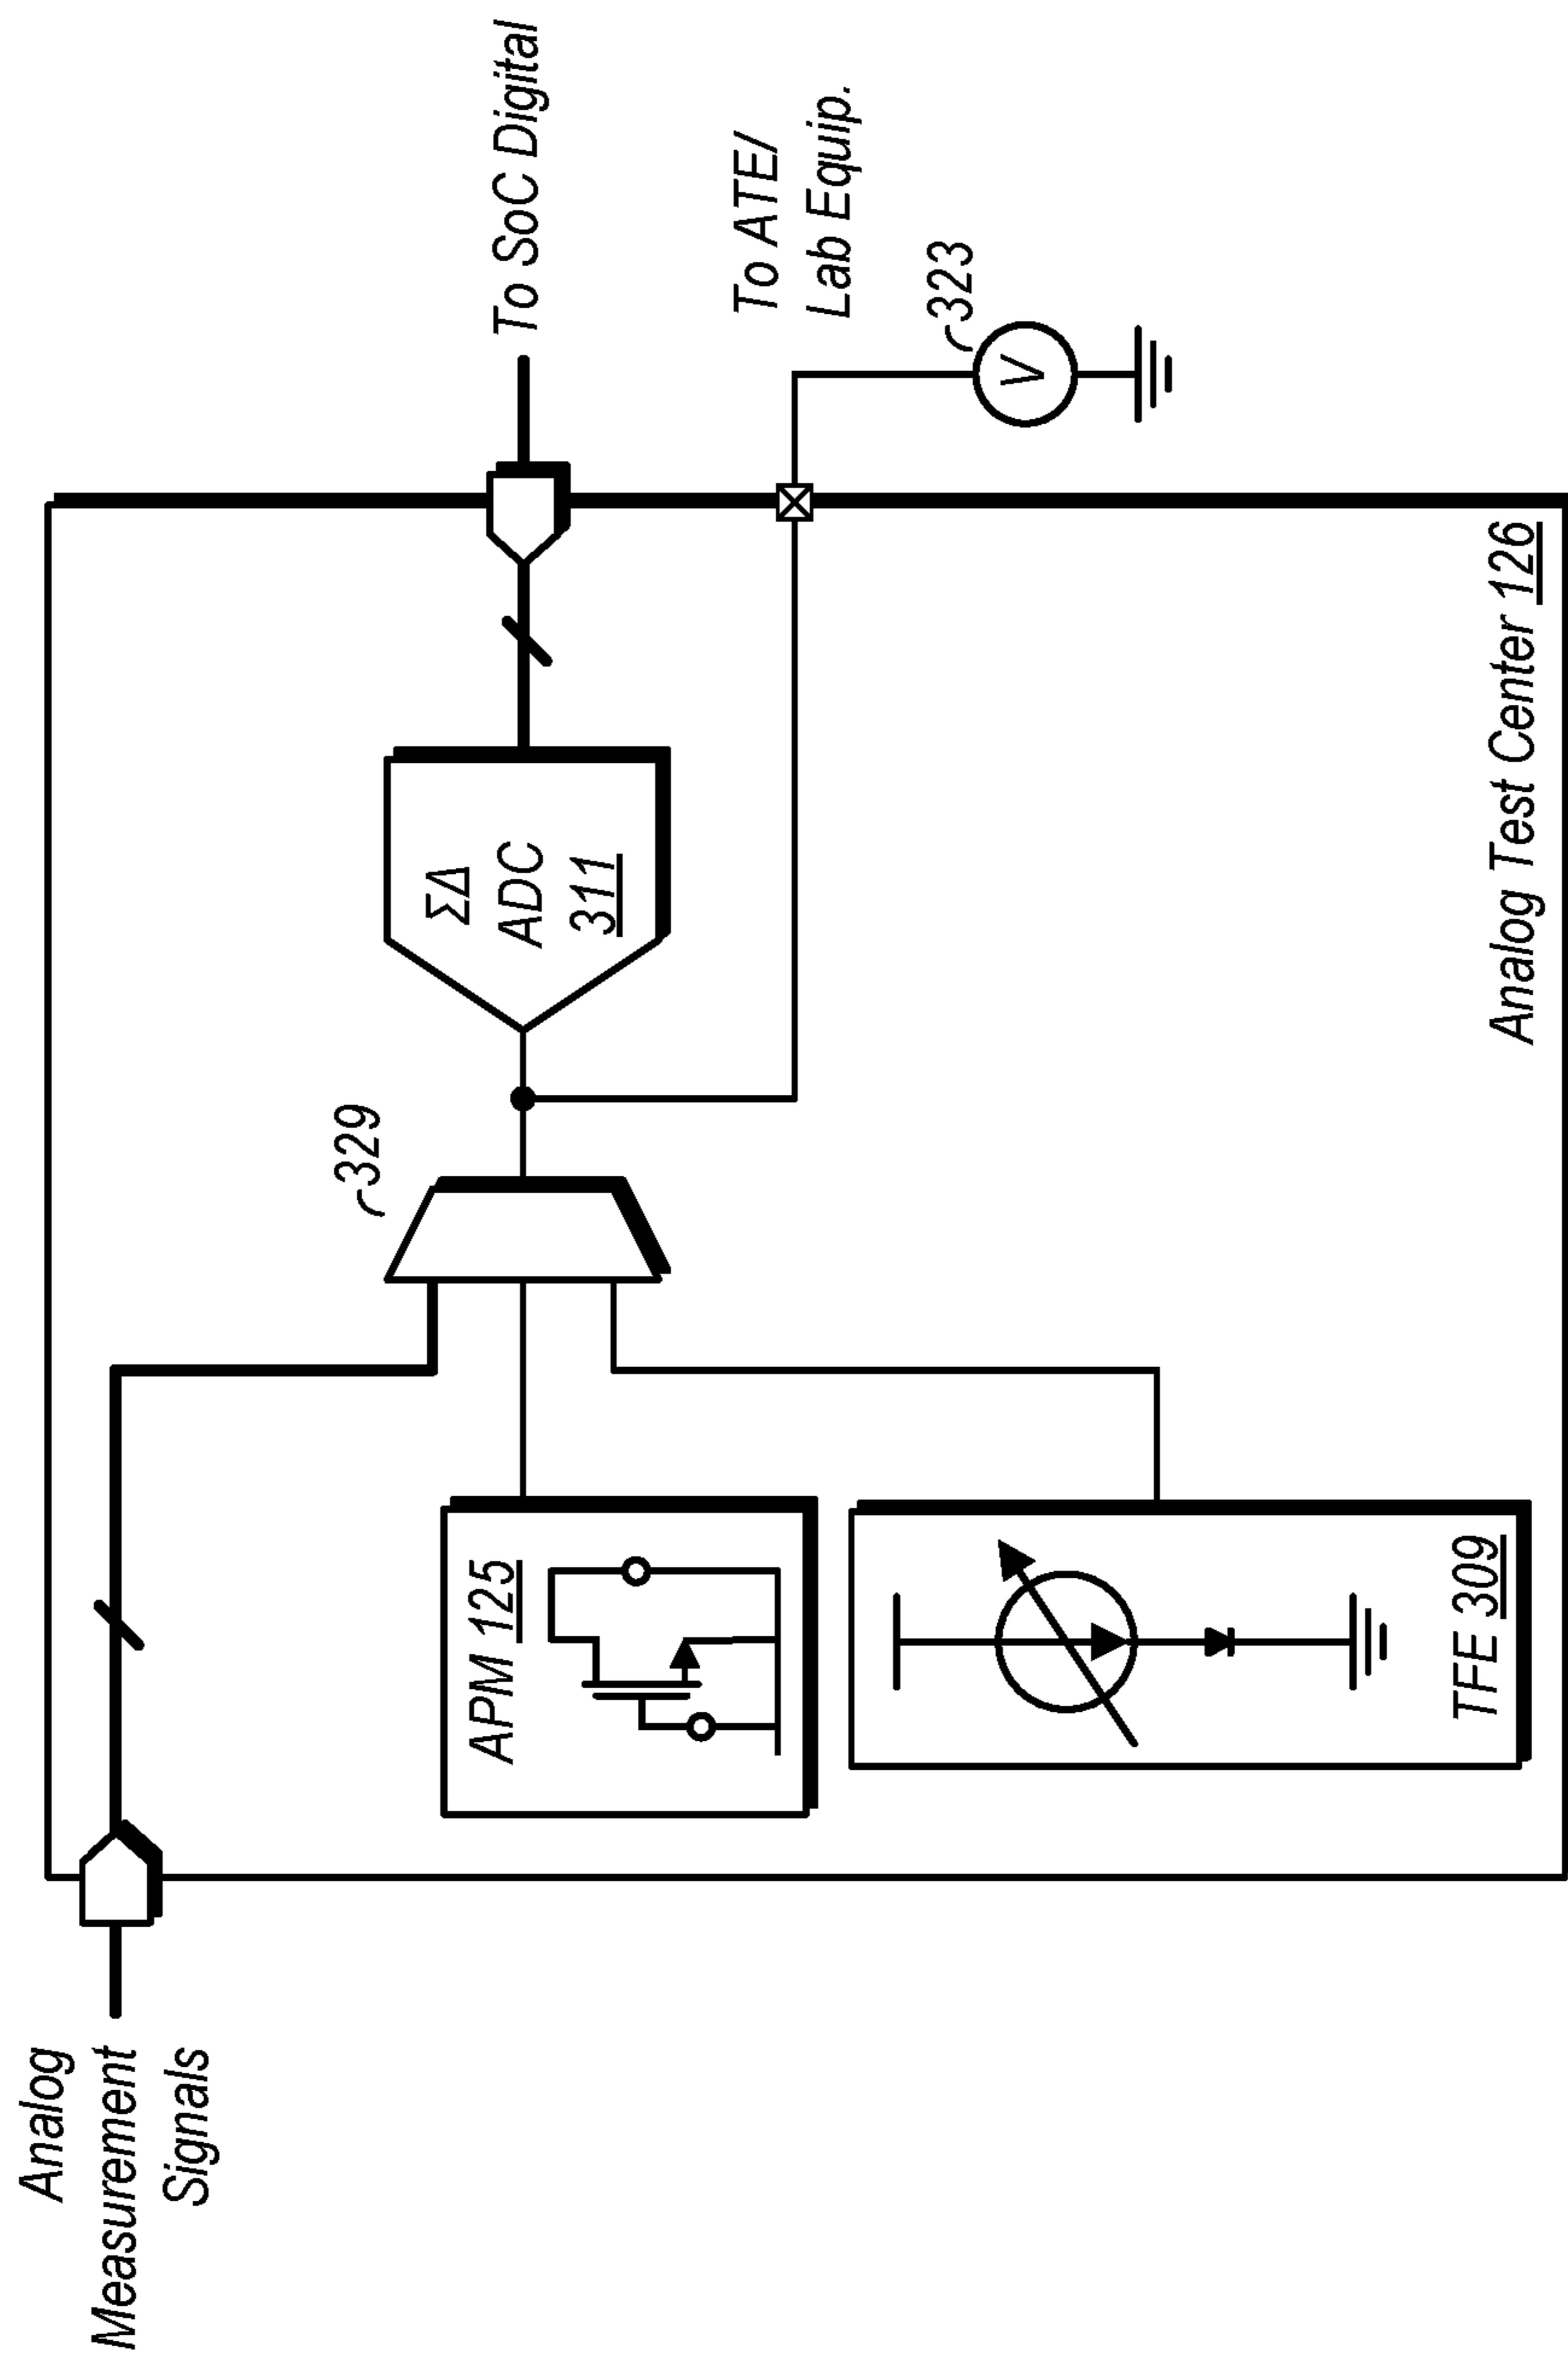 Analog
Measurement
Signals
329
ΣΔ
ADC
311
To SoC Digital
APM 125
To ATE/
Lab Equip.
323
V
TFE 309
Analog Test Center 126